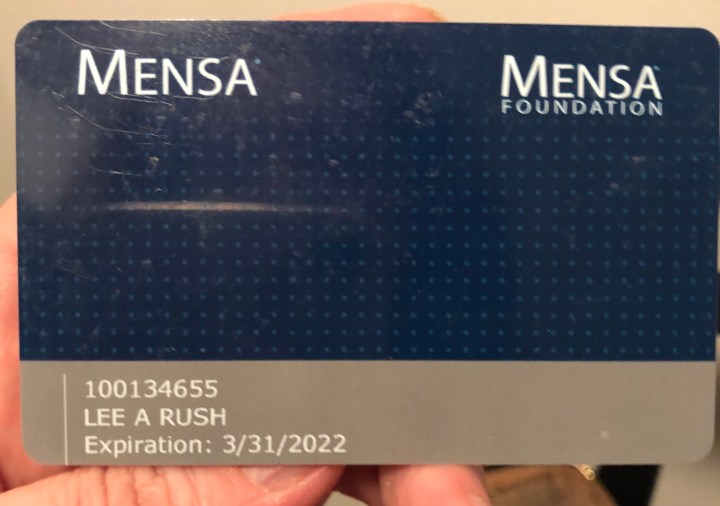 MENSA
MENSA
FOUNDATION
100134655
LEE A RUSH
Expiration: 3/31/2022